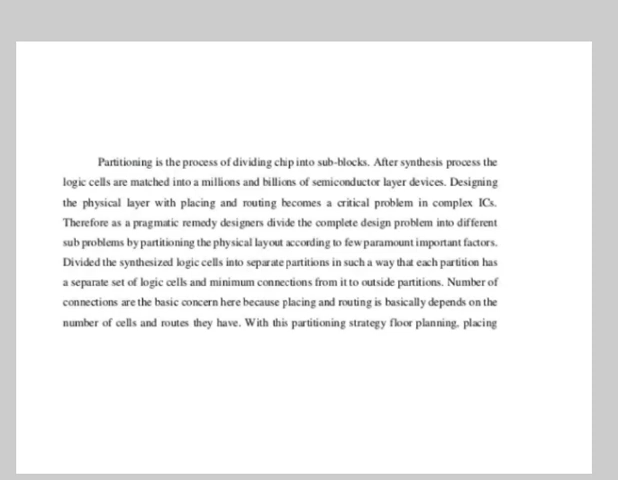 Partitioning is the process of dividing chip into sub-blocks. After synthesis process the
logic cells are matched into a millions and billions of semiconductor layer devices. Designing
the physical layer with placing and routing becomes a critical problem in complex ICs.
Therefore as a pragmatic remedy designers divide the complete design problem into different
sub problems by partitioning the physical layout according to few paramount important factors.
Divided the synthesized logic cells into separate partitions in such a way that each partition has
a separate set of logic cells and minimum connections from it to outside partitions. Number of
connections are the basic concern here because placing and routing is basically depends on the
number of cells and routes they have. With this partitioning strategy floor planning, placing